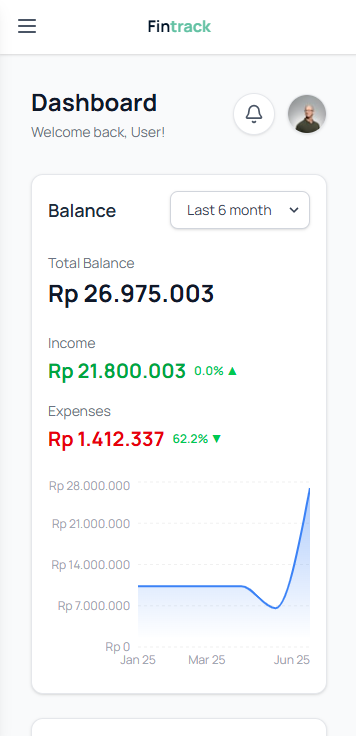 Fintrack
Dashboard
Welcome back, User!
Balance
Last 6 month
Total Balance
Rp 26.975.003
Income
Rp 21.800.003 0.0% ▲
Expenses
Rp 1.412.337 62.2% ▼
Rp 28.000.000
Rp 21.000.000
Rp 14.000.000
Rp 7.000.000
Rp 0
Jan 25 Mar 25 Jun 25